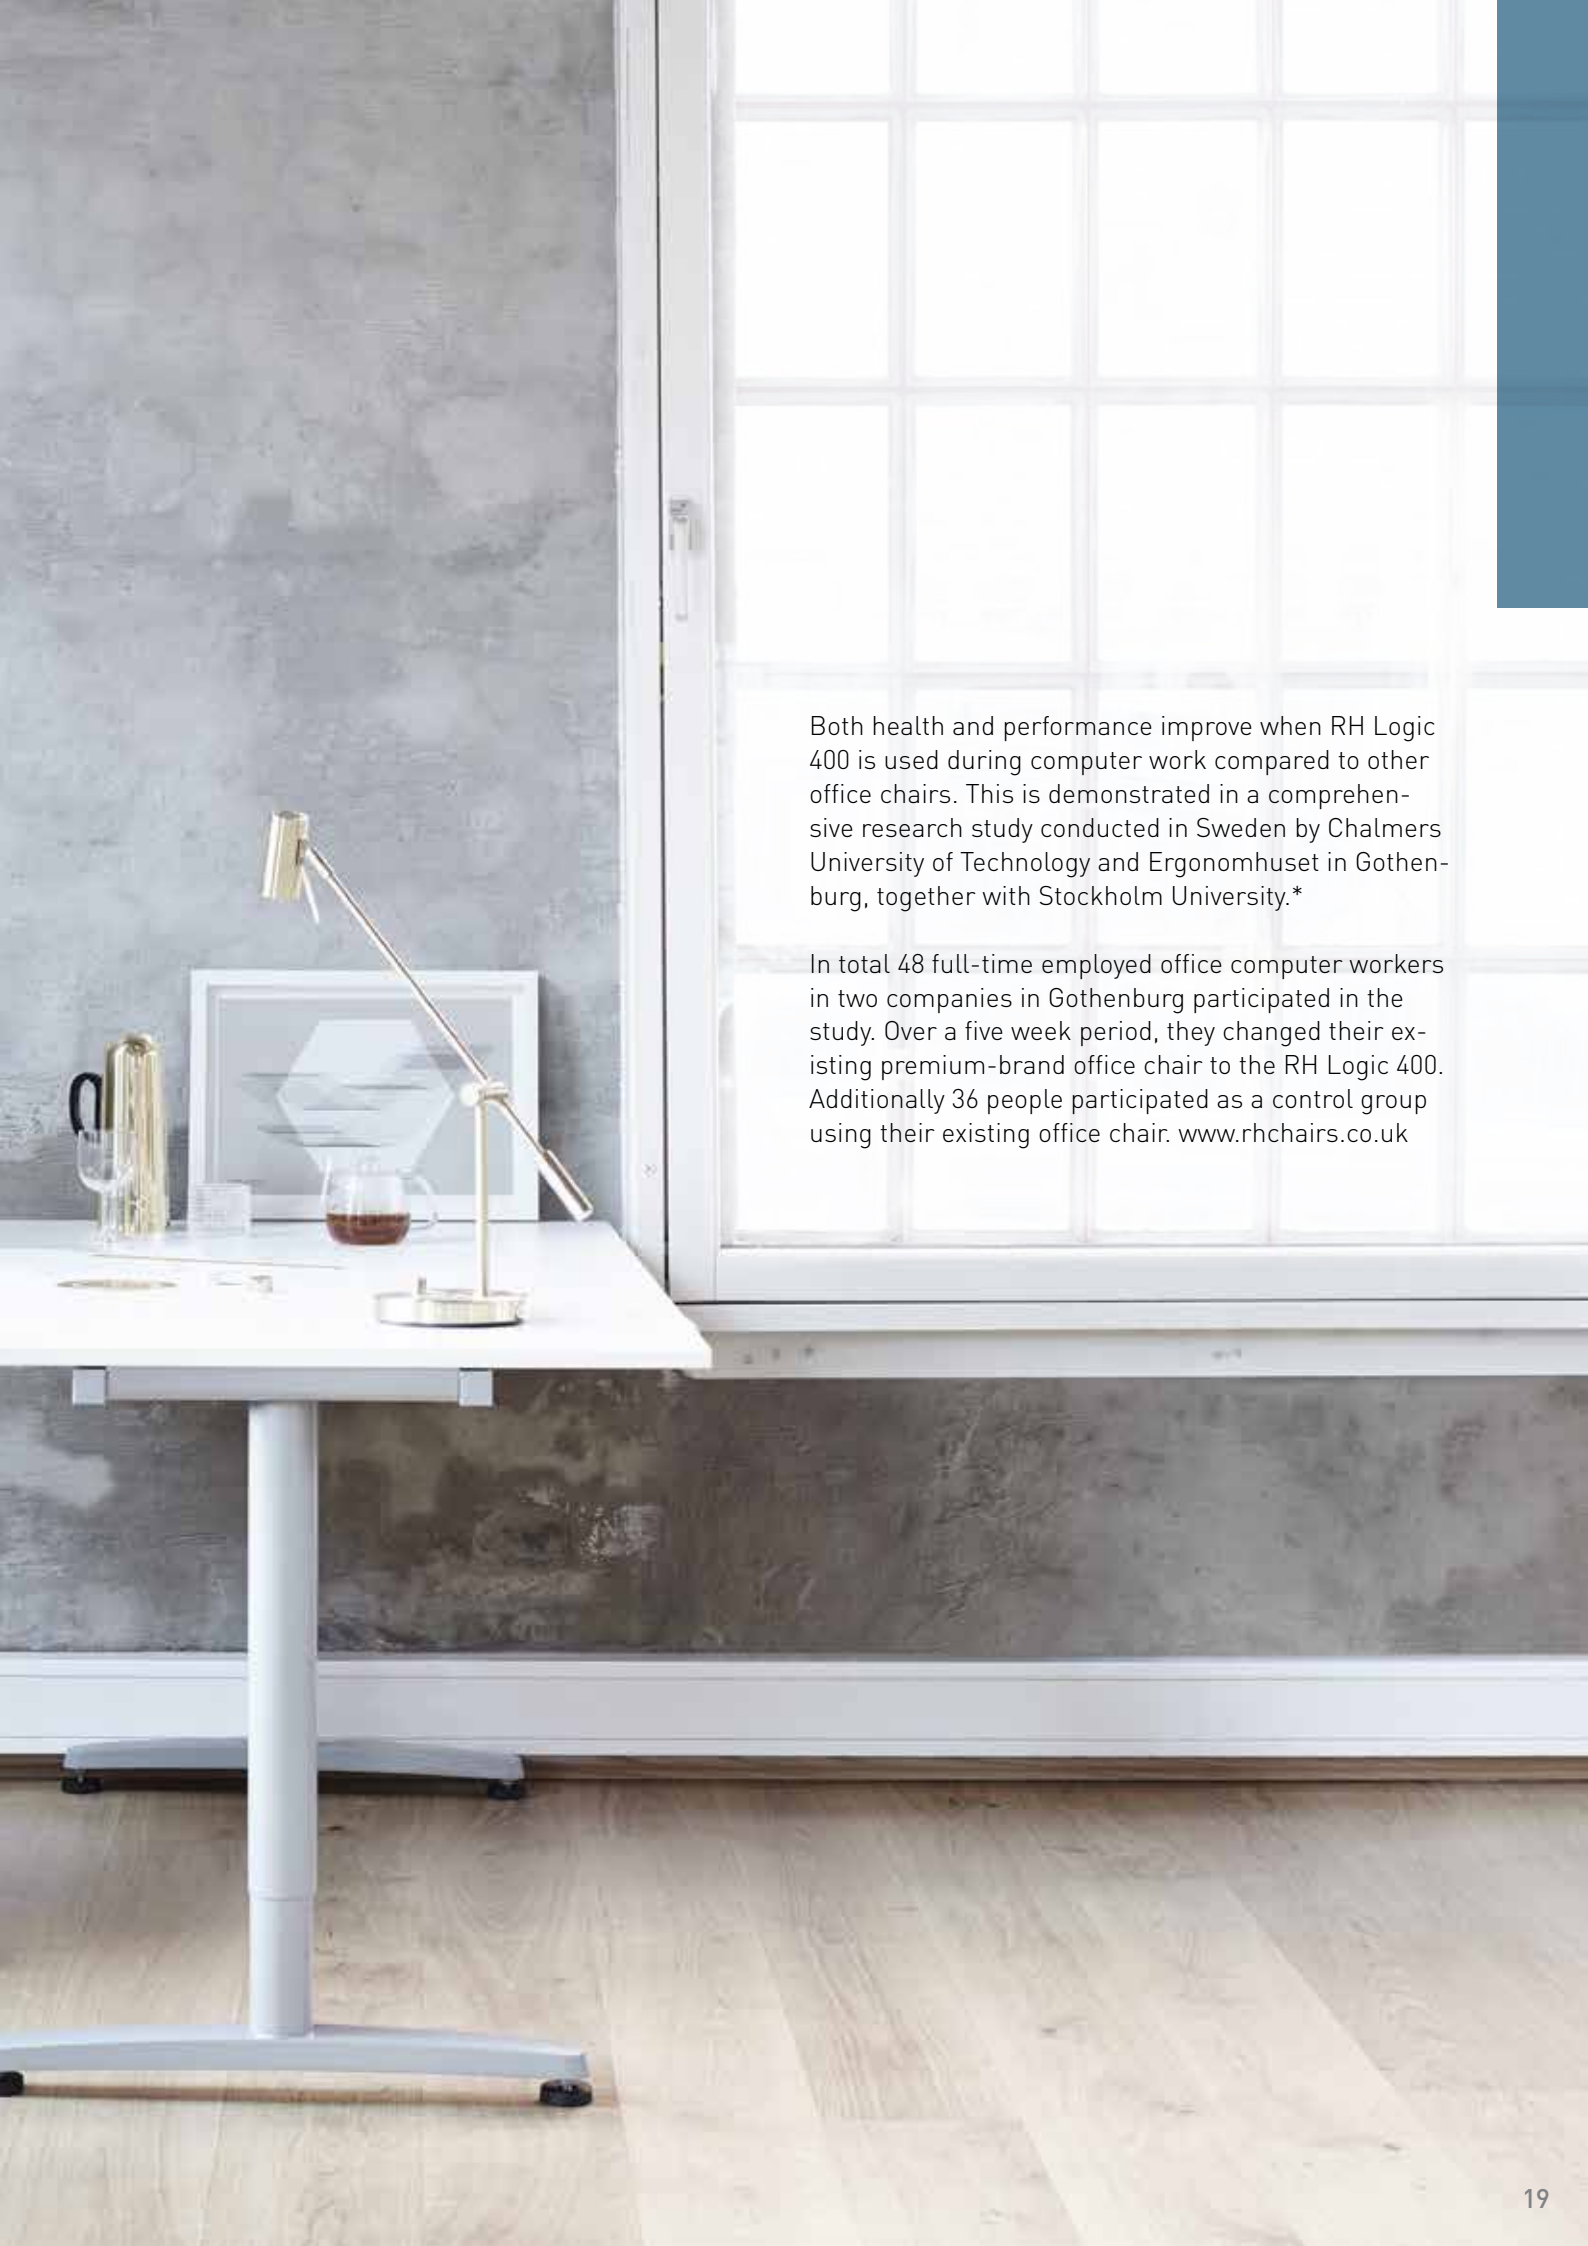 Both health and performance improve when RH Logic
400 is used during computer work compared to other
office chairs. This is demonstrated in a comprehen-
sive research study conducted in Sweden by Chalmers
University of Technology and Ergonomhuset in Gothen-
burg, together with Stockholm University.*
In total 48 full-time employed office computer workers
in two companies in Gothenburg participated in the
study. Over a five week period, they changed their ex-
isting premium-brand office chair to the RH Logic 400.
Additionally 36 people participated as a control group
using their existing office chair. www.rhchairs.co.uk
19